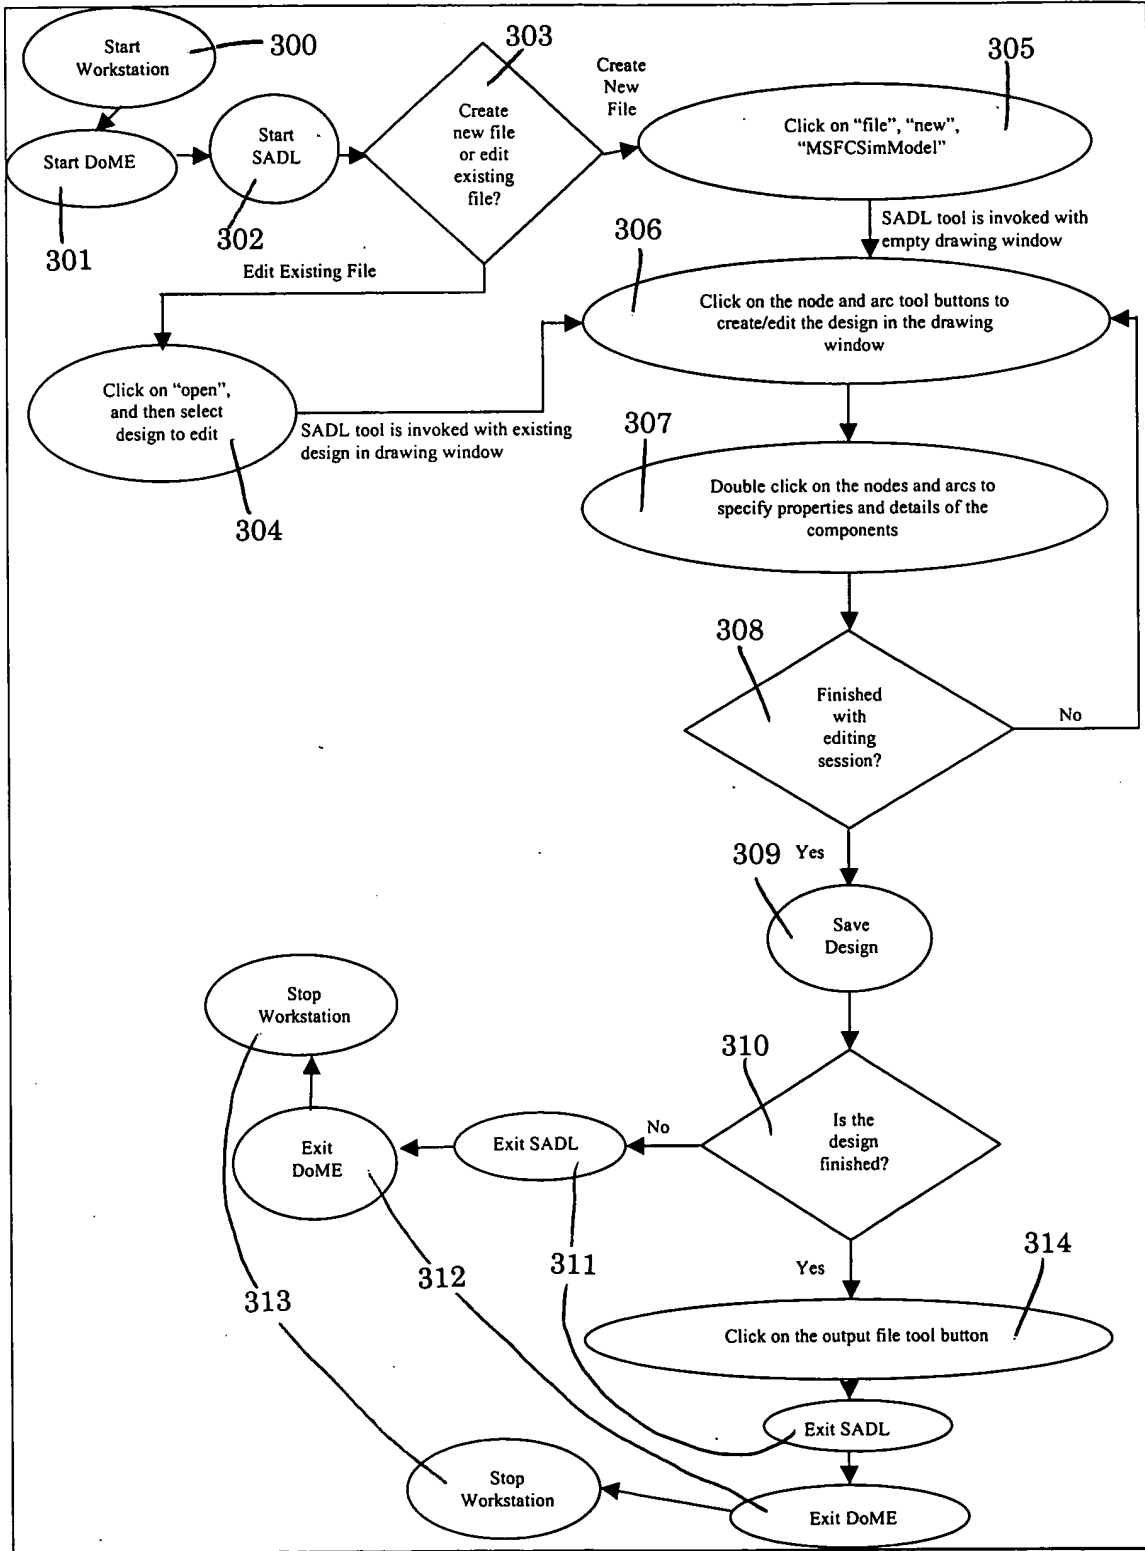 Start
Workstation
300
303
305
Create
New
File
Start DoME
Start
SADL
Create
new file
or edit
existing
file?
Click on “file”, “new”,
“MSFCSimModel”
301
302
306
SADL tool is invoked with
empty drawing window
Edit Existing File
Click on the node and arc tool buttons to
create/edit the design in the drawing
window
Click on “open”,
and then select
design to edit
304
SADL tool is invoked with existing
design in drawing window
307
Double click on the nodes and arcs to
specify properties and details of the
components
308
Finished
with
editing
session?
No
309
Yes
Save
Design
Stop
Workstation
310
Is the
design
finished?
No
Exit SADL
Exit
DoME
313
312
311
Yes
314
Click on the output file tool button
Exit SADL
Exit DoME
Stop
Workstation